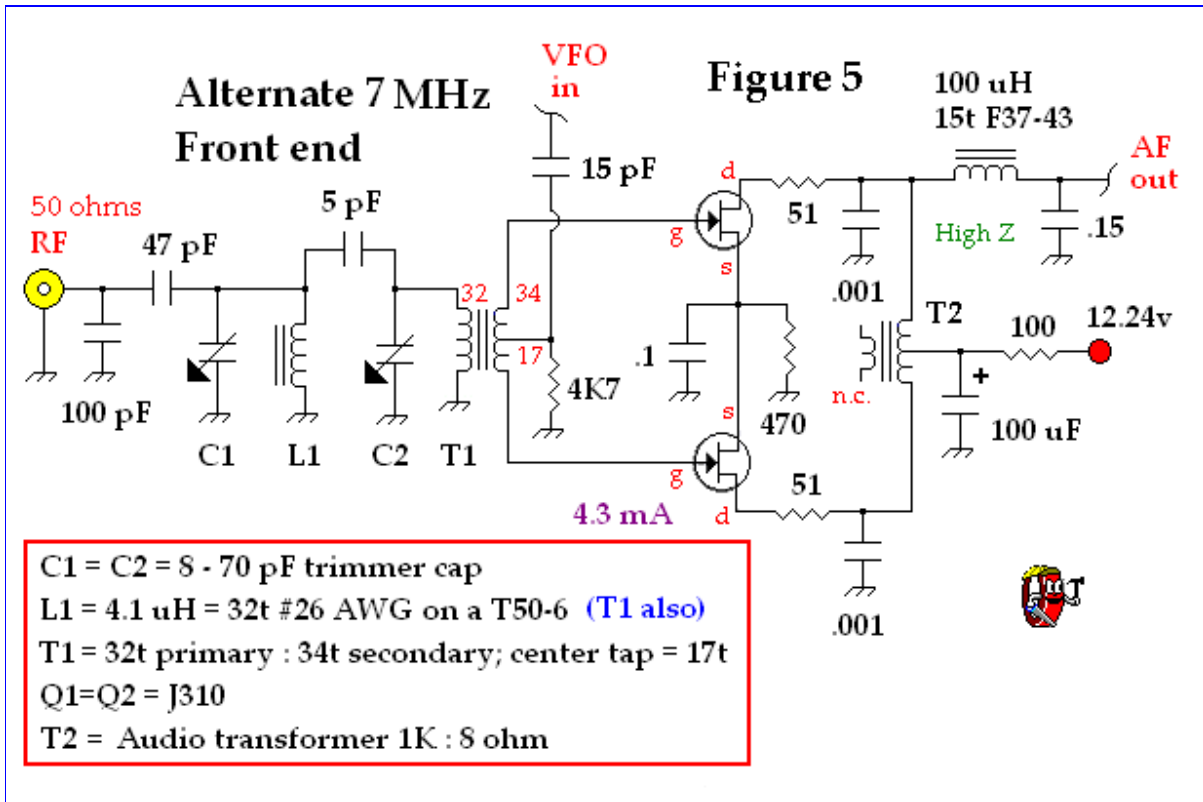 Alternate 7 MHz
Front end
Figure 5
VFO
in
15 pF
100 uH
15t F37-43
AF
out
50 ohms
RF
47 pF
5 pF
d
51
g
s
High Z
.15
.001
32
34
17
4K7
.1
470
T2
100
12.24v
n.c.
+
100 uF
100 pF
C1
L1
C2
T1
s
g
d
51
4.3 mA
.001
C1 = C2 = 8 - 70 pF trimmer cap
L1 = 4.1 uH = 32t #26 AWG on a T50-6 (T1 also)
T1 = 32t primary : 34t secondary; center tap = 17t
Q1=Q2 = J310
T2 = Audio transformer 1K : 8 ohm